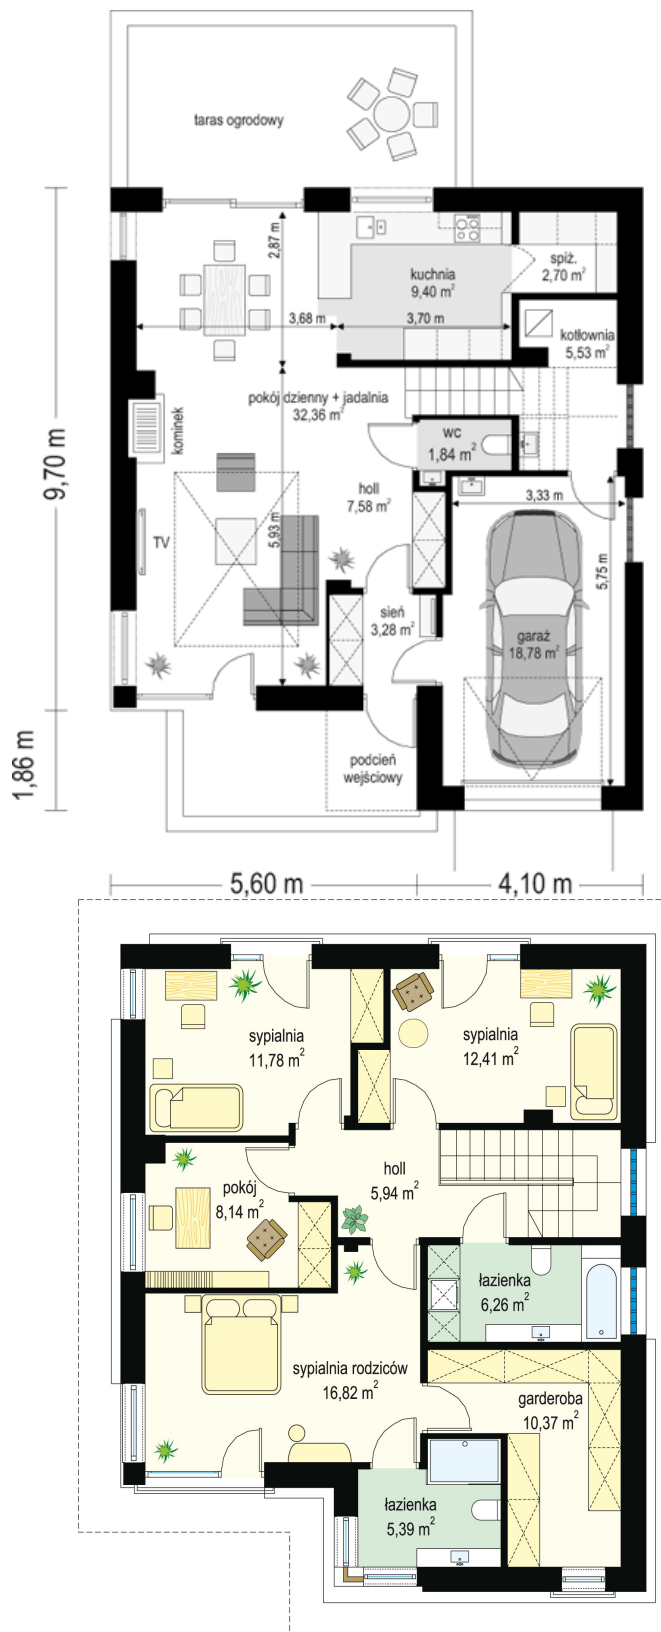 taras ogrodowy
2,87 m
kuchnia
9,40 m²
spiż.
2,70 m²
3,68 m
3,70 m
kotłownia
5,53 m²
pokój dzienny + jadalnia
32,36 m²
kominek
wc
1,84 m²
9,70 m
holl
7,58 m²
3,33 m
TV
5,93 m
5,75 m
sień
3,28 m²
garaż
18,78 m²
1,86 m
podcień
wejściowy
5,60 m
4,10 m
sypialnia
11,78 m²
sypialnia
12,41 m²
holl
5,94 m²
pokój
8,14 m²
łazienka
6,26 m²
sypialnia rodziców
16,82 m²
garderoba
10,37 m²
łazienka
5,39 m²